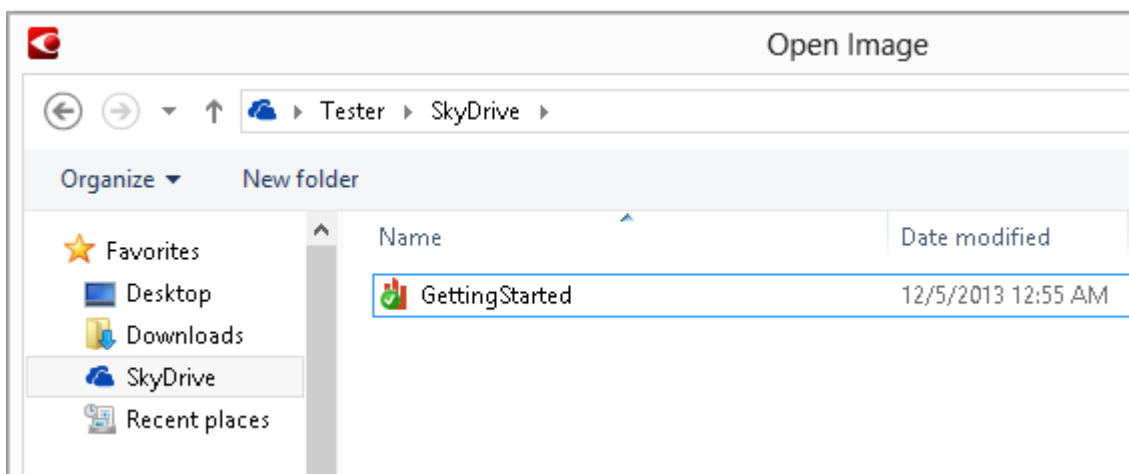 Open Image
Tester SkyDrive
Organize New folder
Favorites
Desktop
Downloads
SkyDrive
Recent places
Name Date modified
GettingStarted 12/5/2013 12:55 AM